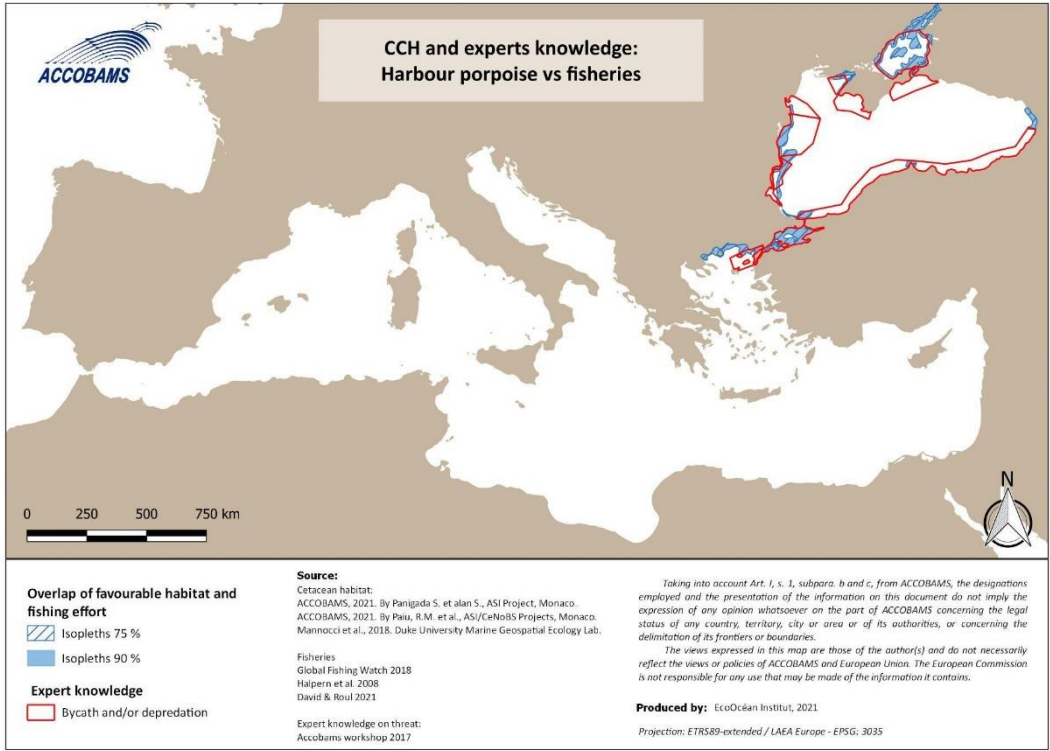 ACCOBAMS
CCH and experts knowledge:
Harbour porpoise vs fisheries
N
0 250 500 750 km
Overlap of favourable habitat and
fishing effort
Isopleths 75 %
Isopleths 90 %
Expert knowledge
Bycath and/or depredation
Source:
Cetacean habitat:
ACCOBAMS, 2021. By Panigada S. et alan S., ASI Project, Monaco.
ACCOBAMS, 2021. By Paiu, R.M. et al., ASI/CeNoBS Projects, Monaco.
Mannocci et al., 2018. Duke University Marine Geospatial Ecology Lab.
Fisheries
Global Fishing Watch 2018
Halpern et al. 2008
David & Roul 2021
Expert knowledge on threat:
Accobams workshop 2017
Taking into account Art. I, s. 1, subpara. b and c, from ACCOBAMS, the designations
employed and the presentation of the information on this document do not imply the
expression of any opinion whatsoever on the part of ACCOBAMS concerning the legal
status of any country, territory, city or area or of its authorities, or concerning the
delimitation of its frontiers or boundaries.
The views expressed in this map are those of the author(s) and do not necessarily
reflect the views or policies of ACCOBAMS and European Union. The European Commission
is not responsible for any use that may be made of the information it contains.
Produced by: EcoOcéan Institut, 2021
Projection: ETRS89-extended / LAEA Europe - EPSG: 3035